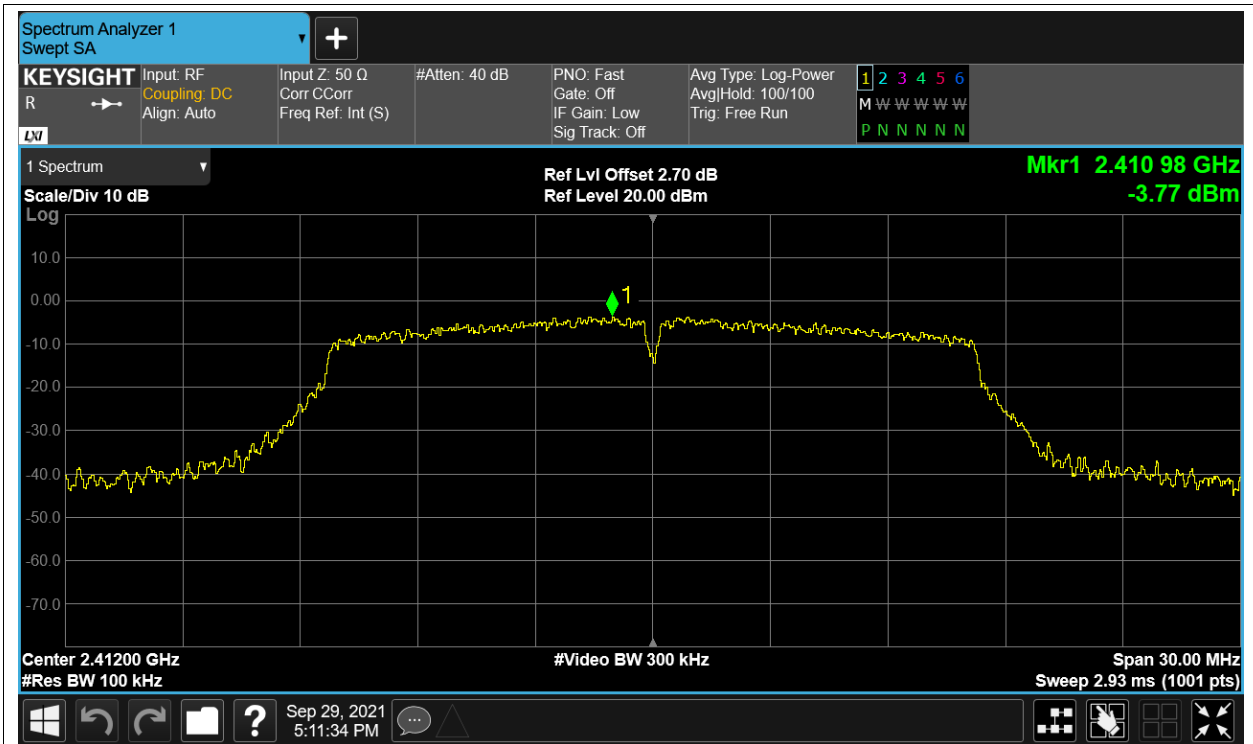 Spectrum Analyzer 1
Swept SA
KEYSIGHT
R
LXI
Input: RF
Coupling: DC
Align: Auto
Input Z: 50 Ω
Corr CCorr
Freq Ref: Int (S)
#Atten: 40 dB
PNO: Fast
Gate: Off
IF Gain: Low
Sig Track: Off
Avg Type: Log-Power
Avg|Hold: 100/100
Trig: Free Run
1 2 3 4 5 6
M W W W W W
P N N N N N
1 Spectrum
Scale/Div 10 dB
Log
Ref Lvl Offset 2.70 dB
Ref Level 20.00 dBm
Mkr1 2.410 98 GHz
-3.77 dBm
10.0
0.00
-10.0
-20.0
-30.0
-40.0
-50.0
-60.0
-70.0
1
Center 2.41200 GHz
#Res BW 100 kHz
#Video BW 300 kHz
Span 30.00 MHz
Sweep 2.93 ms (1001 pts)
?
Sep 29, 2021
5:11:34 PM